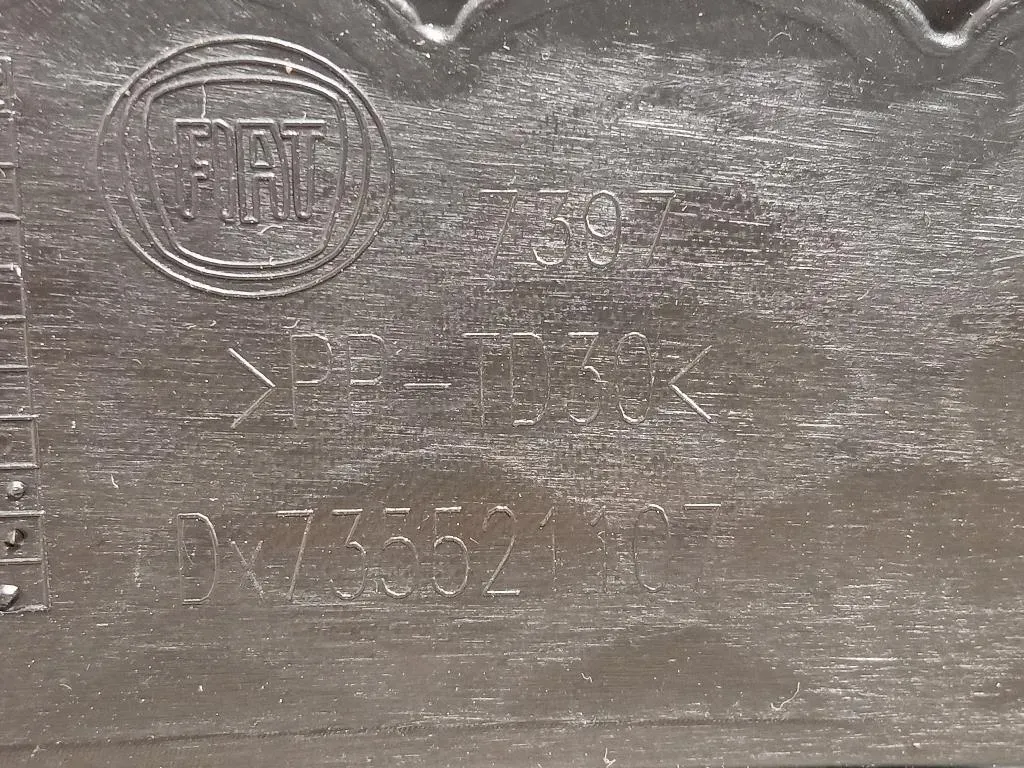 FIAT
7397
>PP-TD30<
Dx735521107